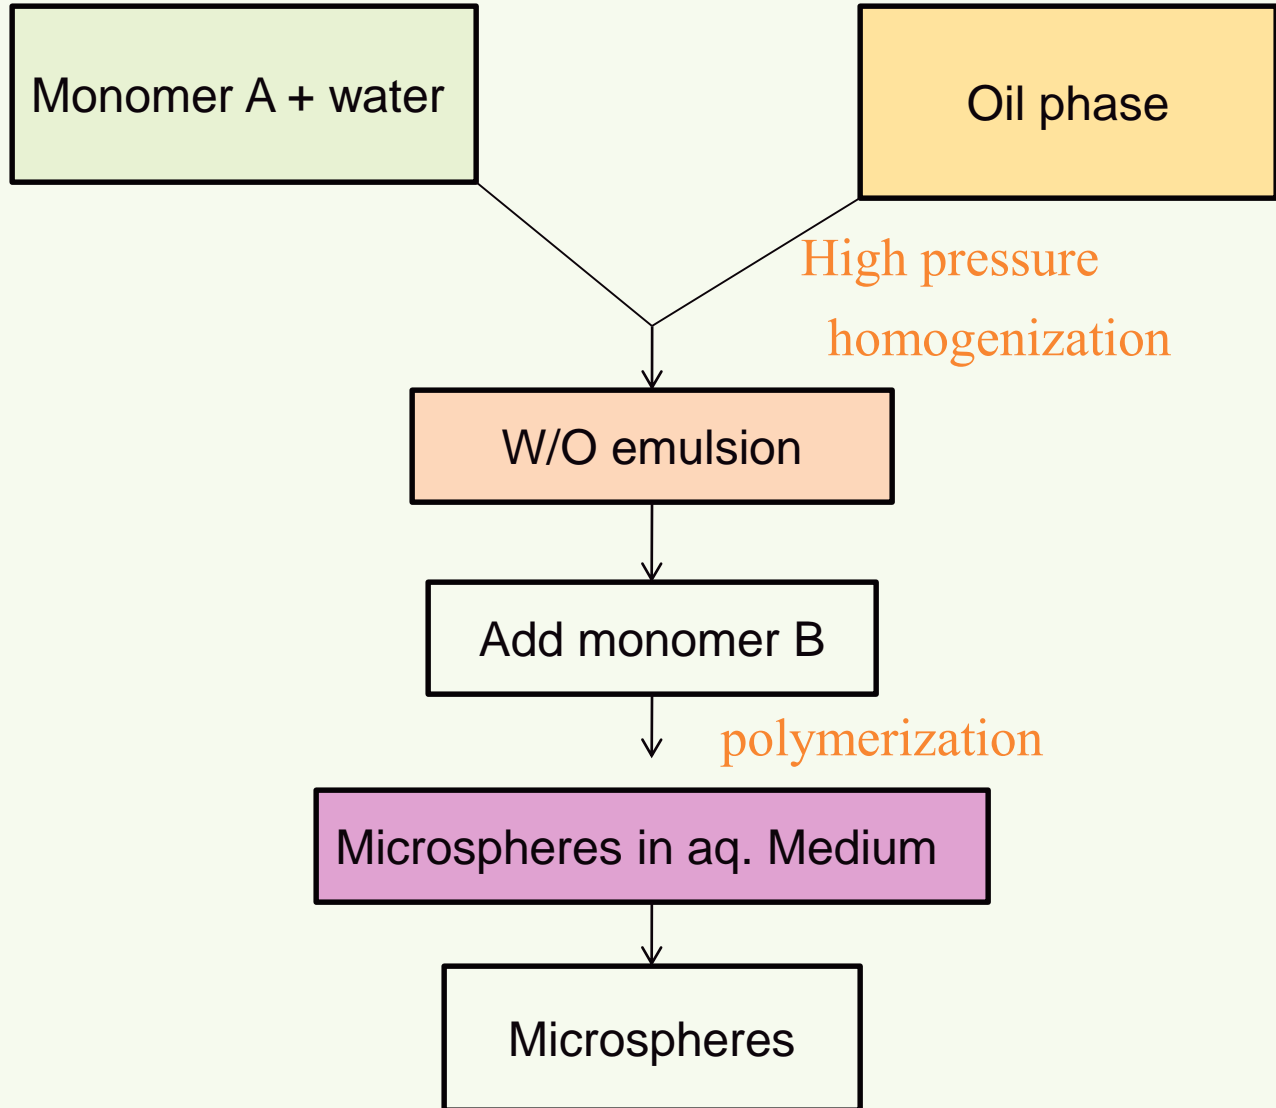 Monomer A + water
Oil phase
High pressure
homogenization
W/O emulsion
Add monomer B
polymerization
Microspheres in aq. Medium
Microspheres